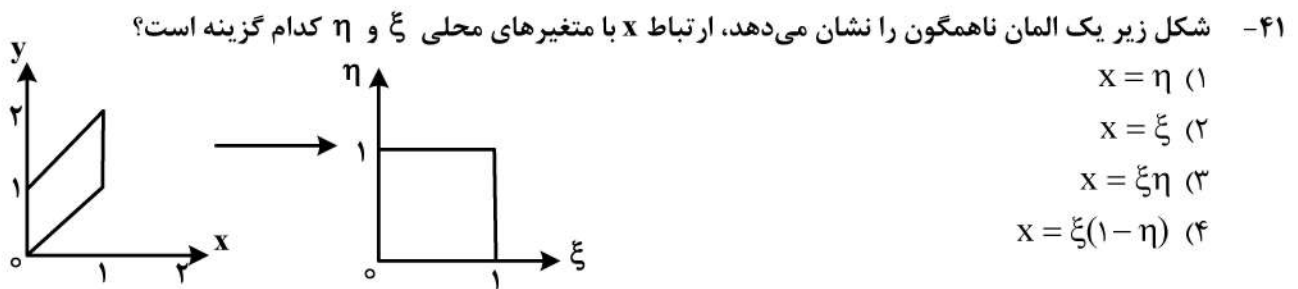 ۴۱- شکل زیر یک المان ناهمگون را نشان می‌دهد، ارتباط x با متغیرهای محلی ξ و η کدام گزینه است؟
x = η (۱
x = ξ (۲
x = ξη (۳
x = ξ(۱ − η) (۴
y
۲
۱
۰
۱
۲
x
η
۱
۰
۱
ξ